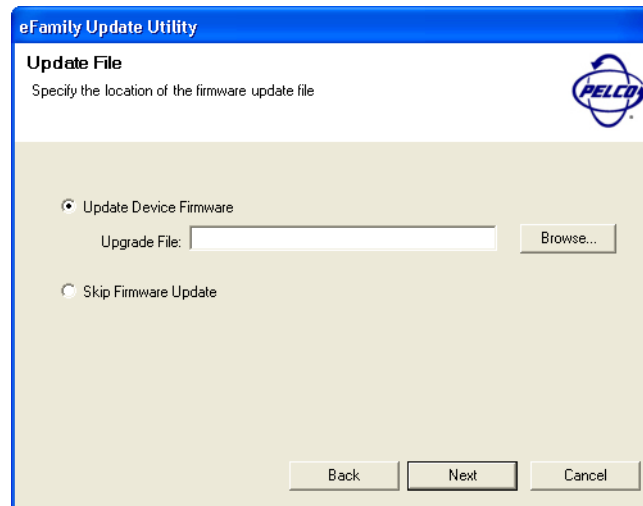 eFamily Update Utility
Update File
Specify the location of the firmware update file
PELCO
Update Device Firmware
Upgrade File:
Browse...
Skip Firmware Update
Back
Next
Cancel